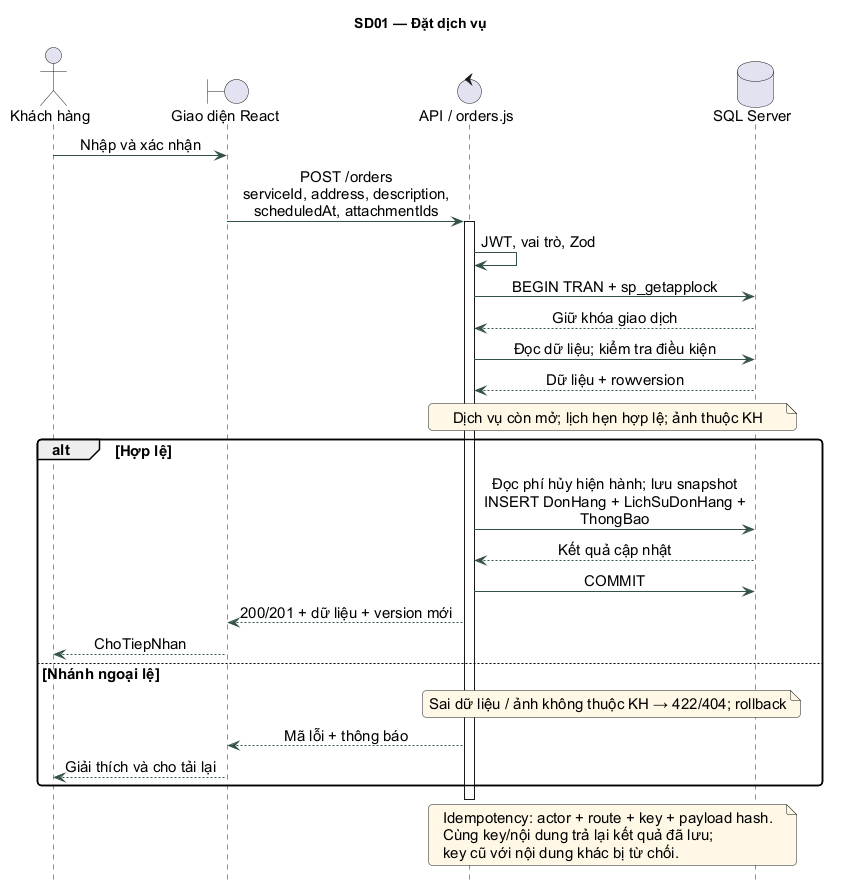 SD01 — Đặt dịch vụ
Khách hàng
Giao diện React
API / orders.js
SQL Server
Nhập và xác nhận
POST /orders
serviceId, address, description,
scheduledAt, attachmentIds
JWT, vai trò, Zod
BEGIN TRAN + sp_getapplock
Giữ khóa giao dịch
Đọc dữ liệu; kiểm tra điều kiện
Dữ liệu + rowversion
Dịch vụ còn mở; lịch hẹn hợp lệ; ảnh thuộc KH
alt
[Hợp lệ]
Đọc phí hủy hiện hành; lưu snapshot
INSERT DonHang + LichSuDonHang +
ThongBao
Kết quả cập nhật
COMMIT
200/201 + dữ liệu + version mới
ChoTiepNhan
[Nhánh ngoại lệ]
Sai dữ liệu / ảnh không thuộc KH → 422/404; rollback
Mã lỗi + thông báo
Giải thích và cho tải lại
Idempotency: actor + route + key + payload hash.
Cùng key/nội dung trả lại kết quả đã lưu;
key cũ với nội dung khác bị từ chối.